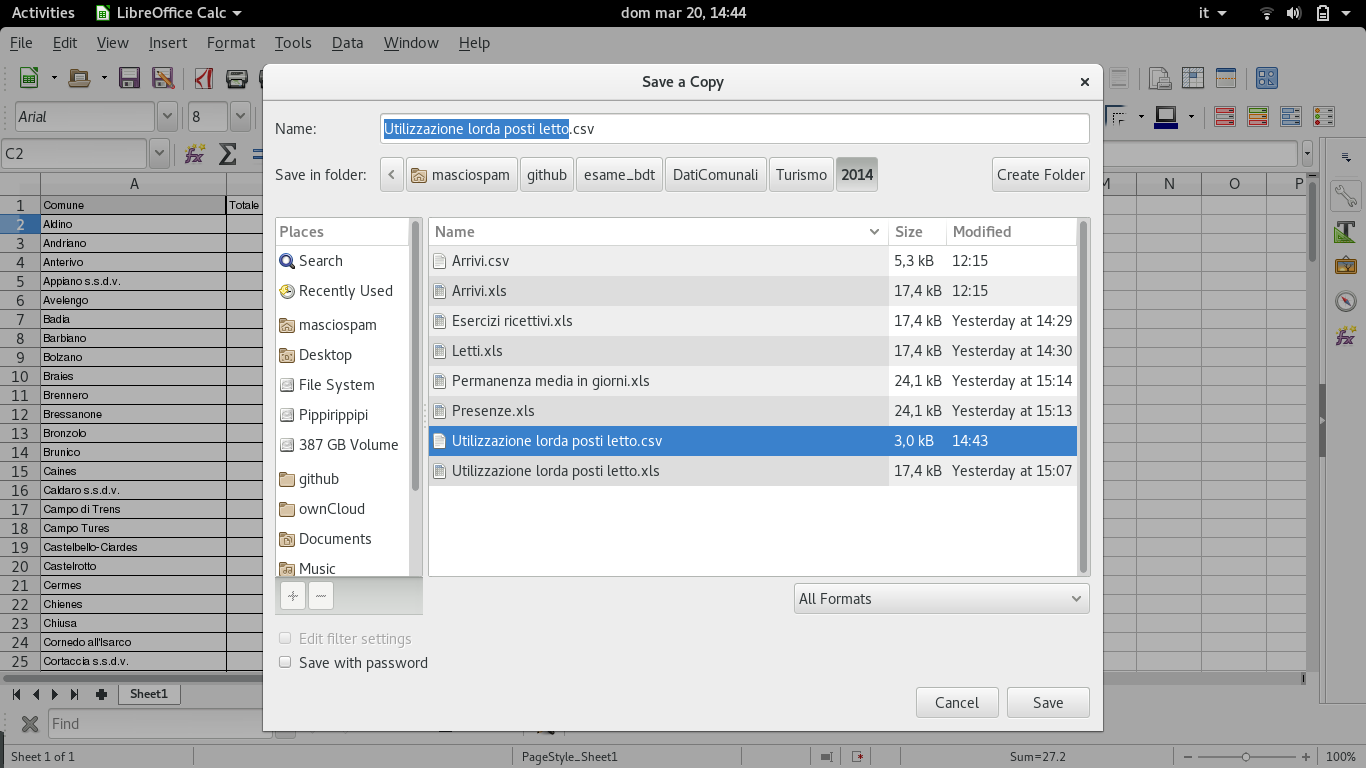 Activities LibreOffice Calc dom mar 20, 14:44 it
File Edit View Insert Format Tools Data Window Help
Save a Copy
Arial 8
Name: Utilizzazione lorda posti letto.csv
C2
Save in folder: masciospam github esame_bdt DatiComunali Turismo 2014 Create Folder
A M N O P
1 Comune Totale
2 Aldino
3 Andriano
4 Anterivo
5 Appiano s.s.d.v.
6 Avelengo
7 Badia
8 Barbiano
9 Bolzano
10 Braies
11 Brennero
12 Bressanone
13 Bronzolo
14 Brunico
15 Caines
16 Caldaro s.s.d.v.
17 Campo di Trens
18 Campo Tures
19 Castelbello-Ciardes
20 Castelrotto
21 Cermes
22 Chienes
23 Chiusa
24 Cornedo all'Isarco
25 Cortaccia s.s.d.v.
Places
Search
Recently Used
masciospam
Desktop
File System
Pippirippipi
387 GB Volume
github
ownCloud
Documents
Music
Name Size Modified
Arrivi.csv 5,3 kB 12:15
Arrivi.xls 17,4 kB 12:15
Esercizi ricettivi.xls 17,4 kB Yesterday at 14:29
Letti.xls 17,4 kB Yesterday at 14:30
Permanenza media in giorni.xls 24,1 kB Yesterday at 15:14
Presenze.xls 24,1 kB Yesterday at 15:13
Utilizzazione lorda posti letto.csv 3,0 kB 14:43
Utilizzazione lorda posti letto.xls 17,4 kB Yesterday at 15:07
All Formats
Edit filter settings
Save with password
Cancel Save
Sheet1
Find
Sheet 1 of 1 PageStyle_Sheet1 Sum=27.2 100%